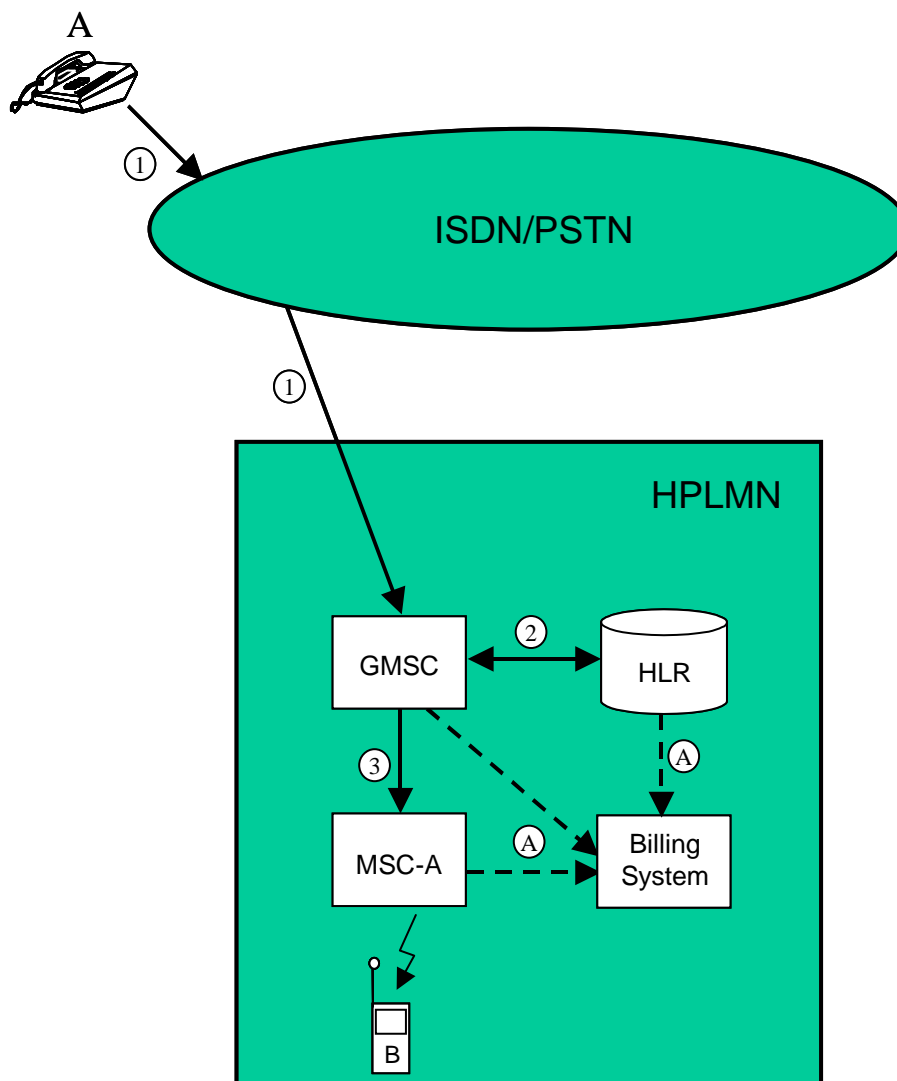 A
1
ISDN/PSTN
1
HPLMN
2
GMSC
HLR
3
A
A
MSC-A
Billing
System
B